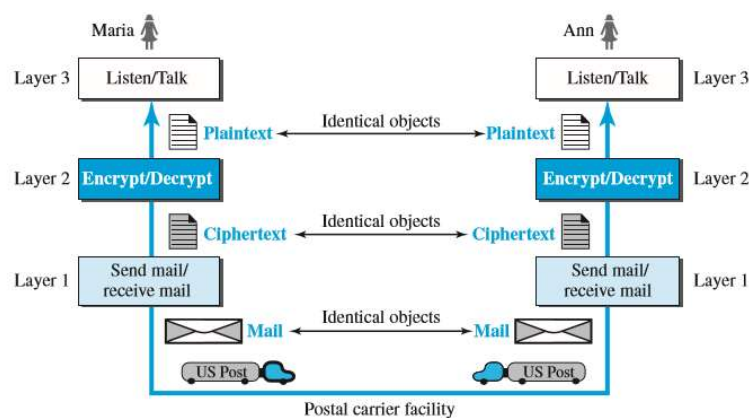 Maria Ann
Layer 3 Listen/Talk Listen/Talk Layer 3
Identical objects
Plaintext Plaintext
Layer 2 Encrypt/Decrypt Encrypt/Decrypt Layer 2
Identical objects
Ciphertext Ciphertext
Layer 1 Send mail/ Send mail/ Layer 1
receive mail receive mail
Identical objects
Mail Mail
US Post US Post
Postal carrier facility